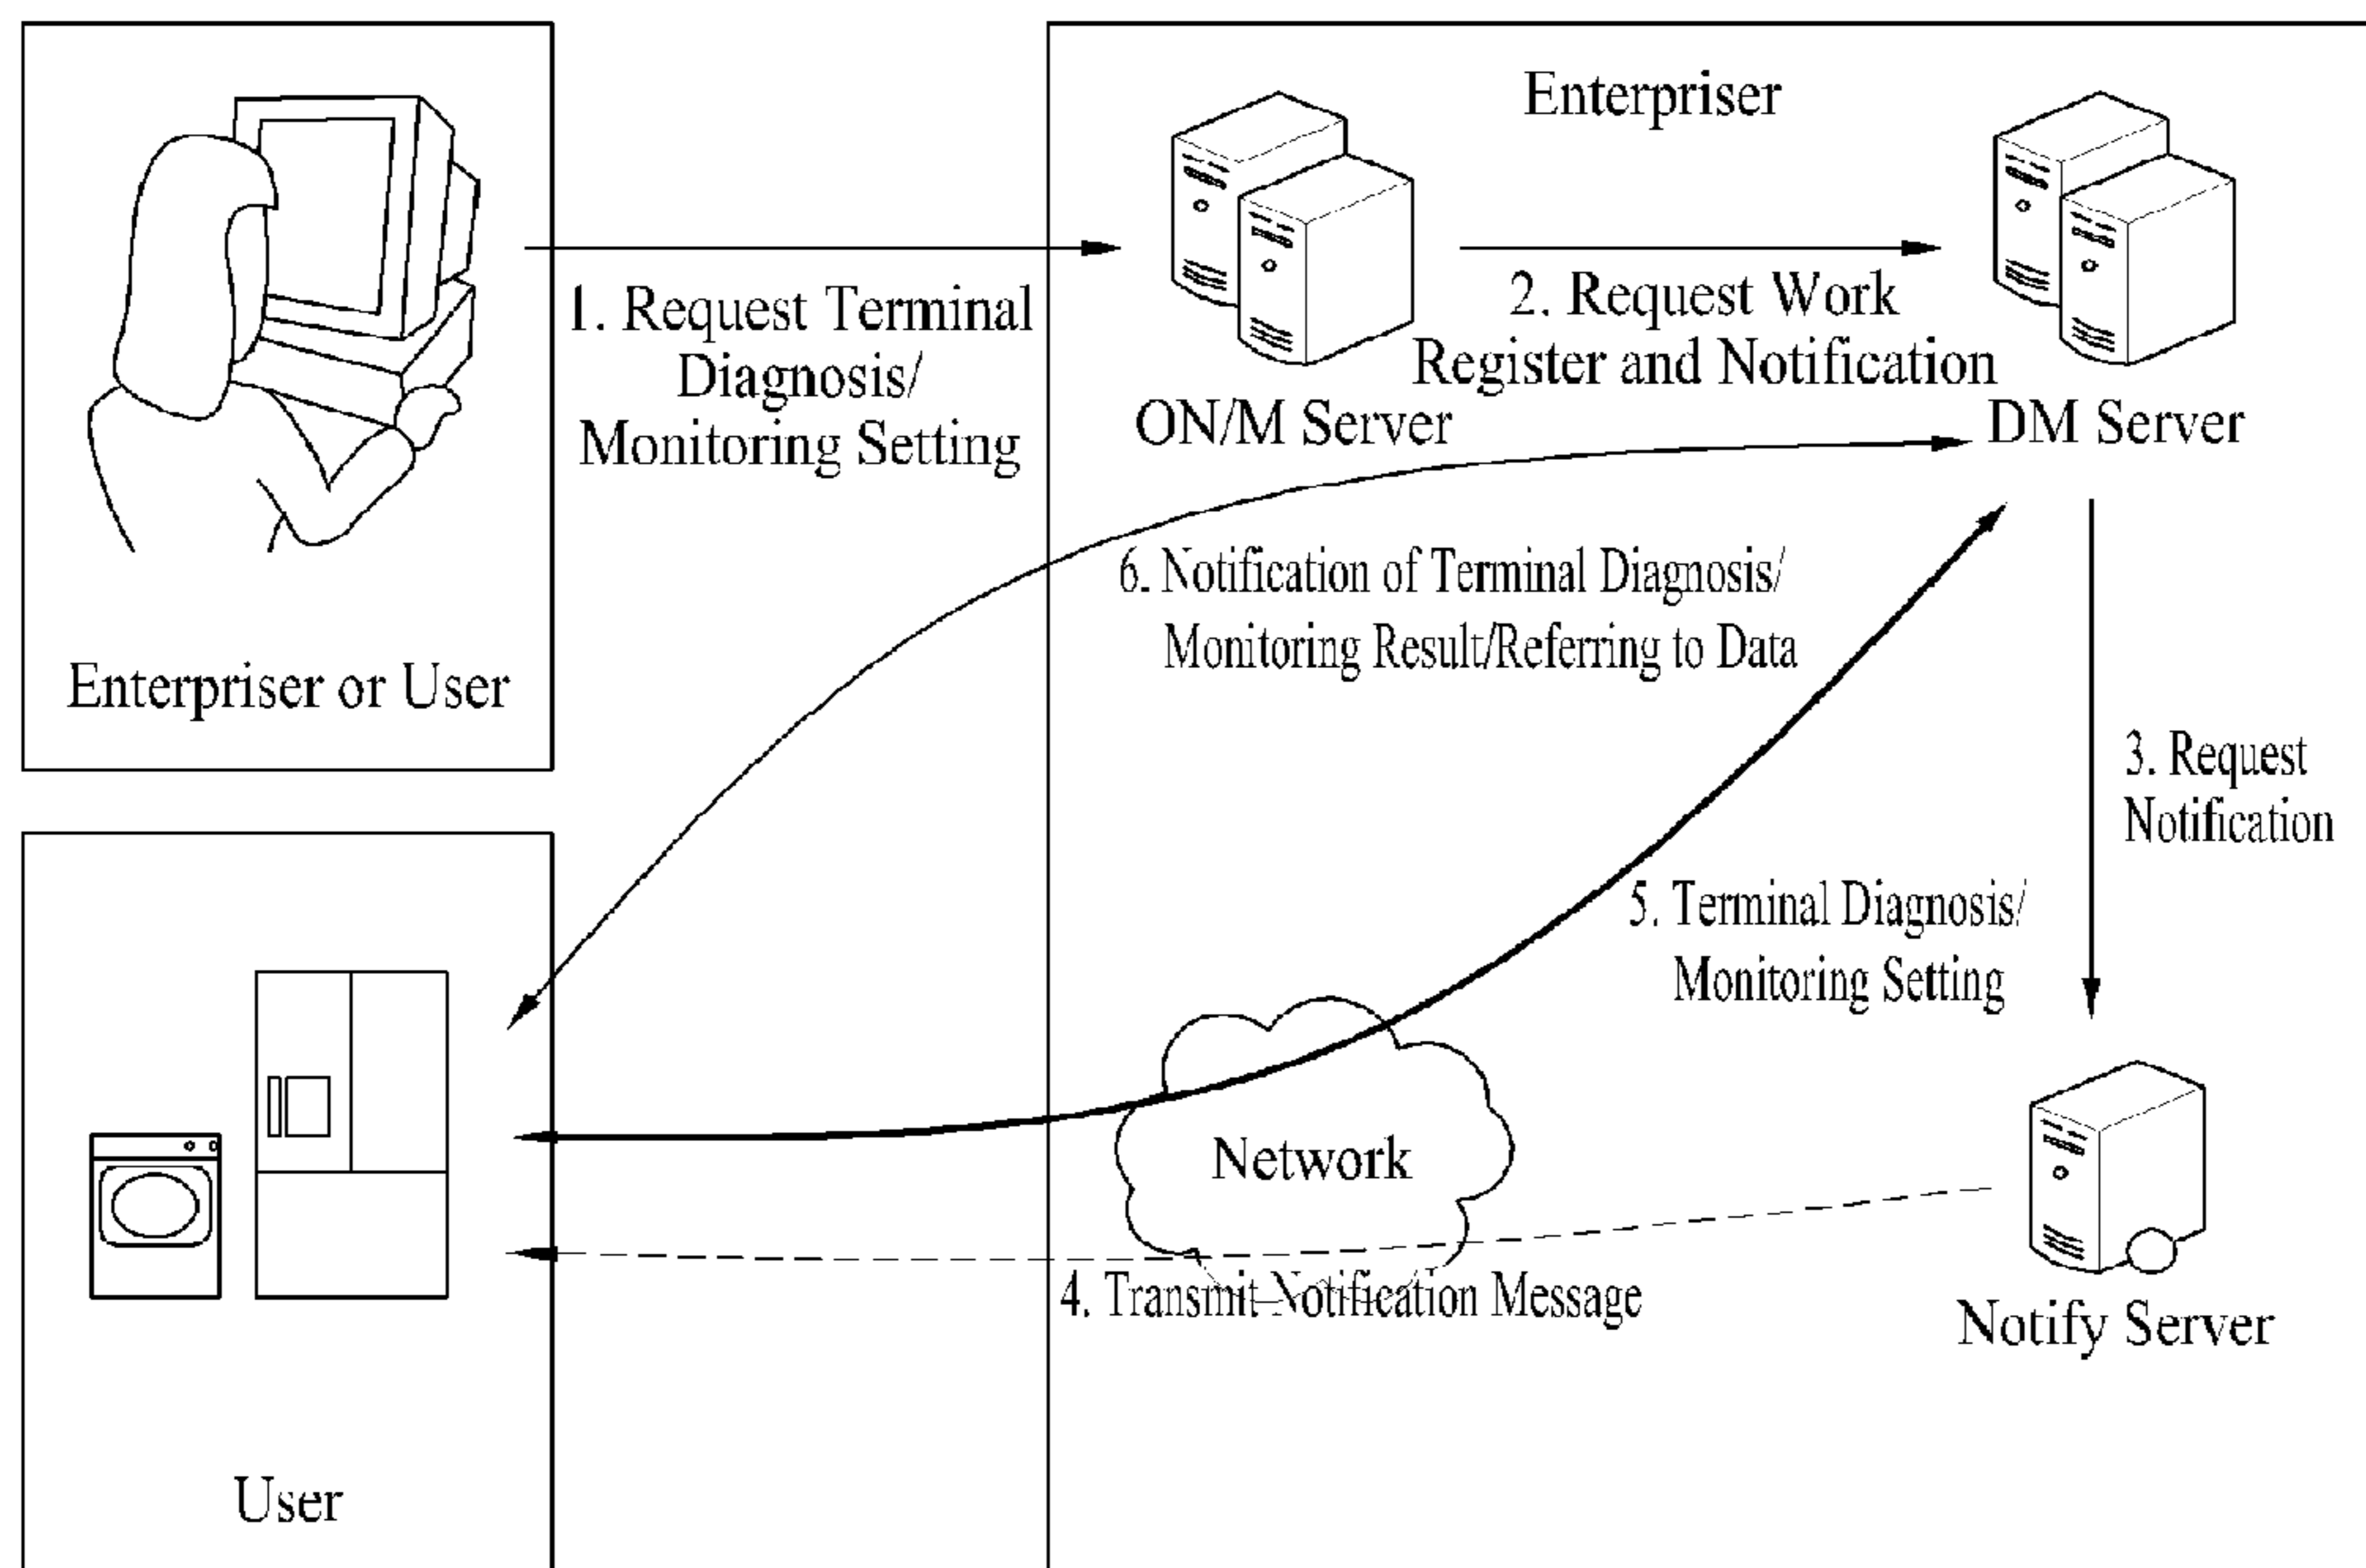 Enterpriser
1. Request Terminal
Diagnosis/
Monitoring Setting
2. Request Work
Register and Notification
ON/M Server
DM Server
6. Notification of Terminal Diagnosis/
Monitoring Result/Referring to Data
Enterpriser or User
3. Request
Notification
5. Terminal Diagnosis/
Monitoring Setting
Network
4. Transmit Notification Message
Notify Server
User